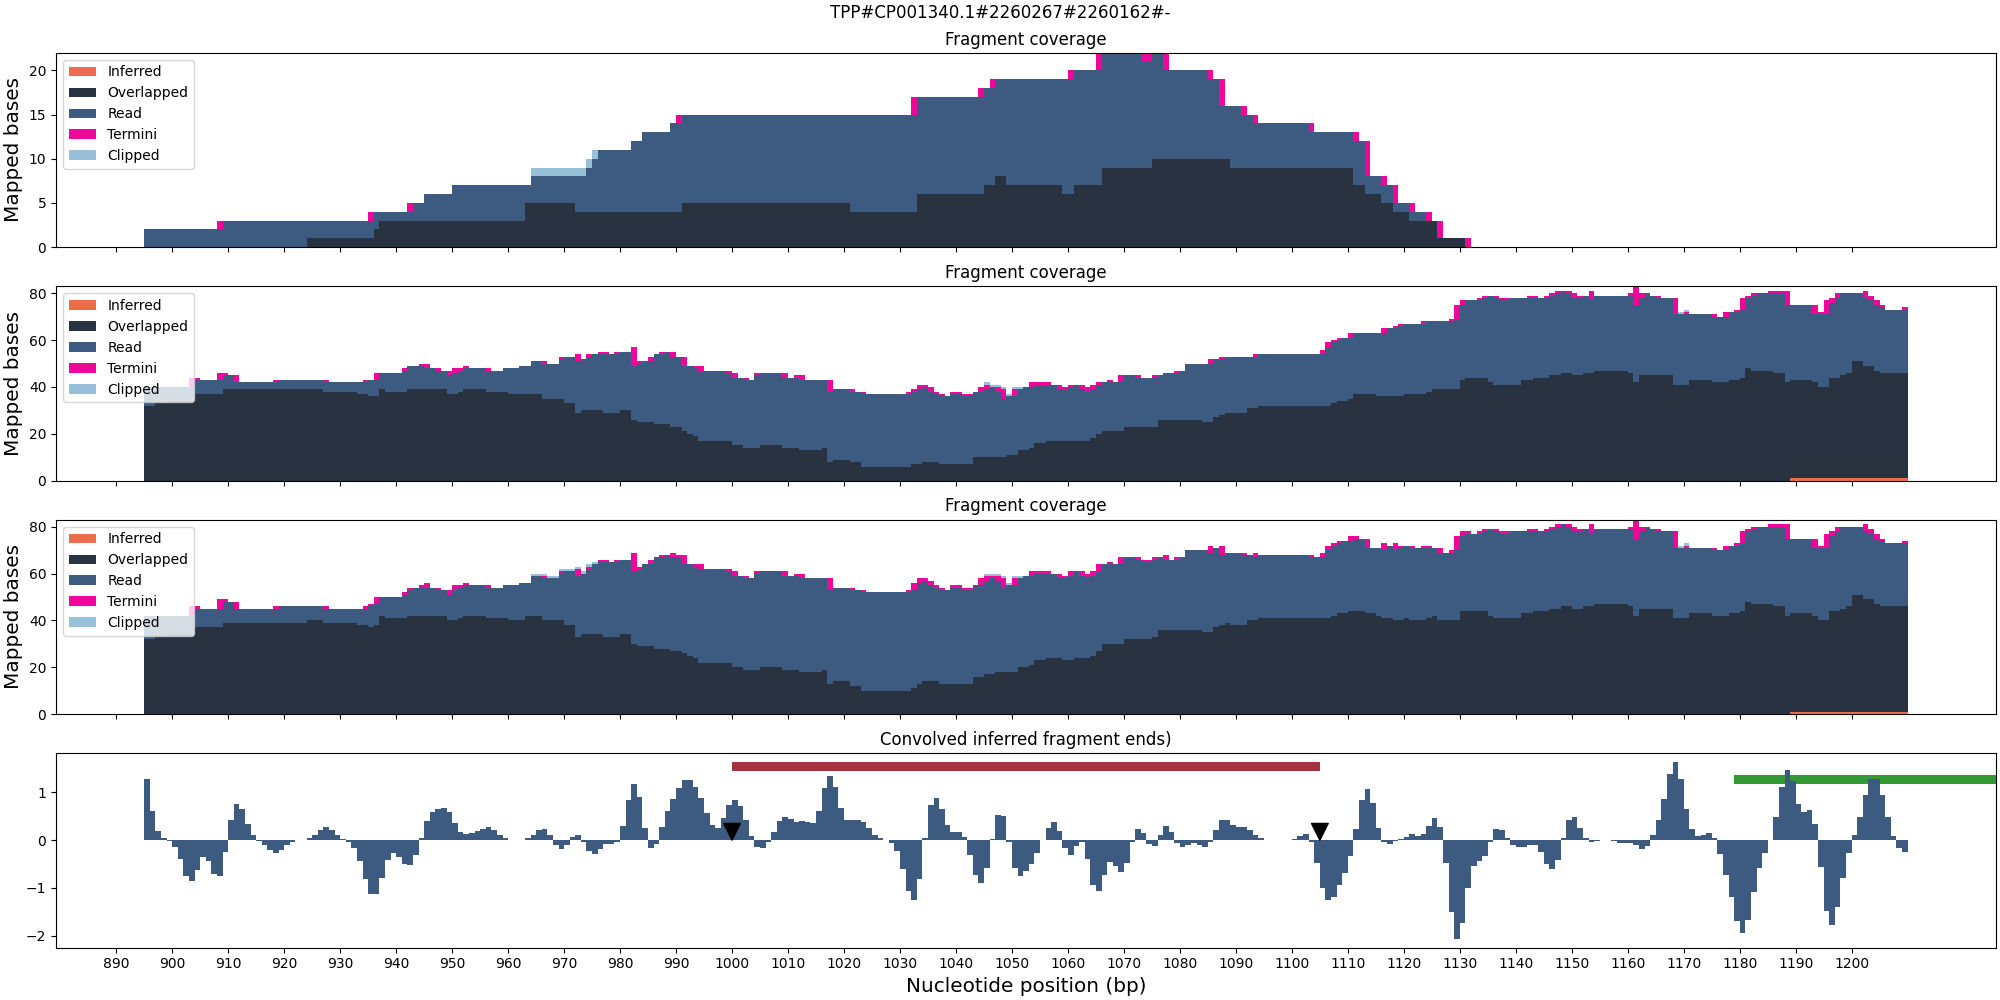 TPP#CP001340.1#2260267#2260162#-
Fragment coverage
Mapped bases
20
15
10
5
0
Inferred
Overlapped
Read
Termini
Clipped
Fragment coverage
Mapped bases
80
60
40
20
0
Inferred
Overlapped
Read
Termini
Clipped
Fragment coverage
Mapped bases
80
60
40
20
0
Inferred
Overlapped
Read
Termini
Clipped
Convolved inferred fragment ends)
1
0
−1
−2
890 900 910 920 930 940 950 960 970 980 990 1000 1010 1020 1030 1040 1050 1060 1070 1080 1090 1100 1110 1120 1130 1140 1150 1160 1170 1180 1190 1200
Nucleotide position (bp)